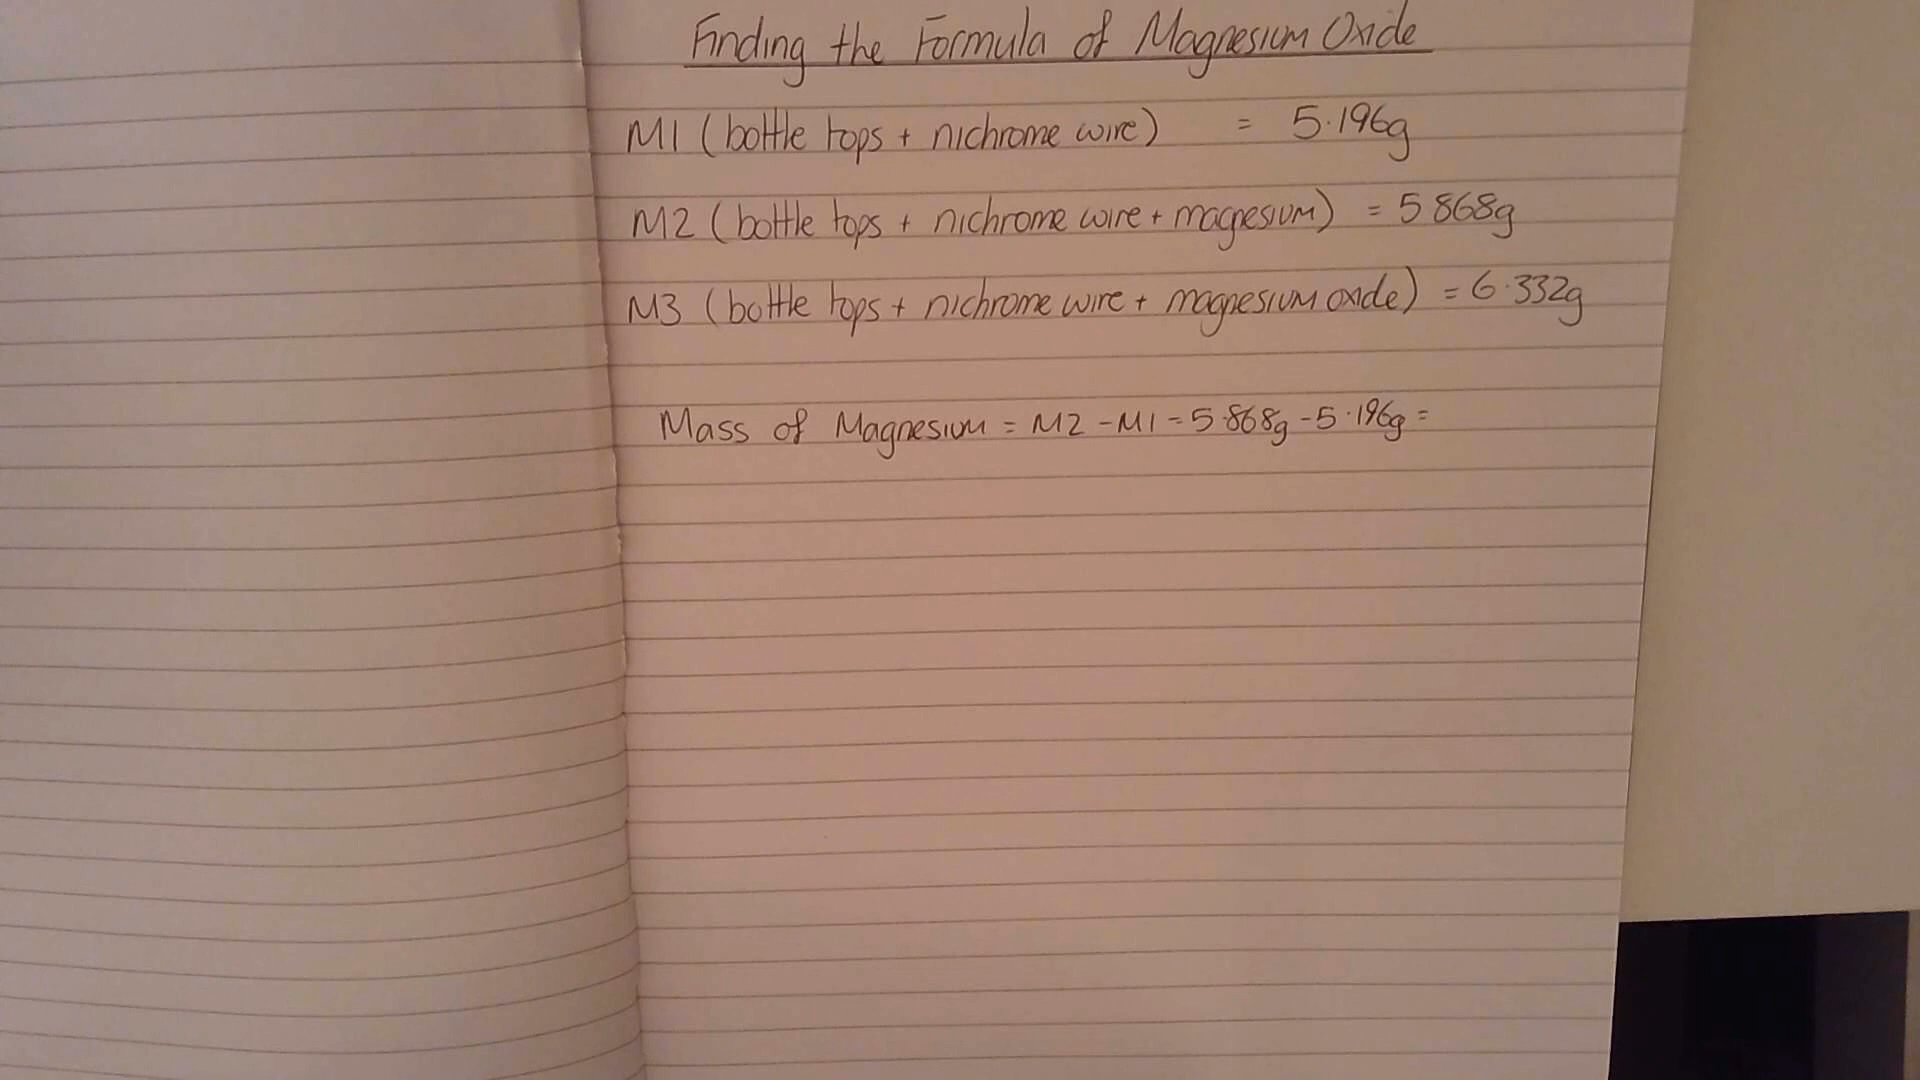 Finding the Formula of Magnesium Oxide
M1 (bottle tops + nichrome wire) = 5.196g
M2 (bottle tops + nichrome wire + magnesium) = 5.868g
M3 (bottle tops + nichrome wire + magnesium oxide) = 6.332g
Mass of Magnesium = M2 - M1 = 5.868g - 5.196g =